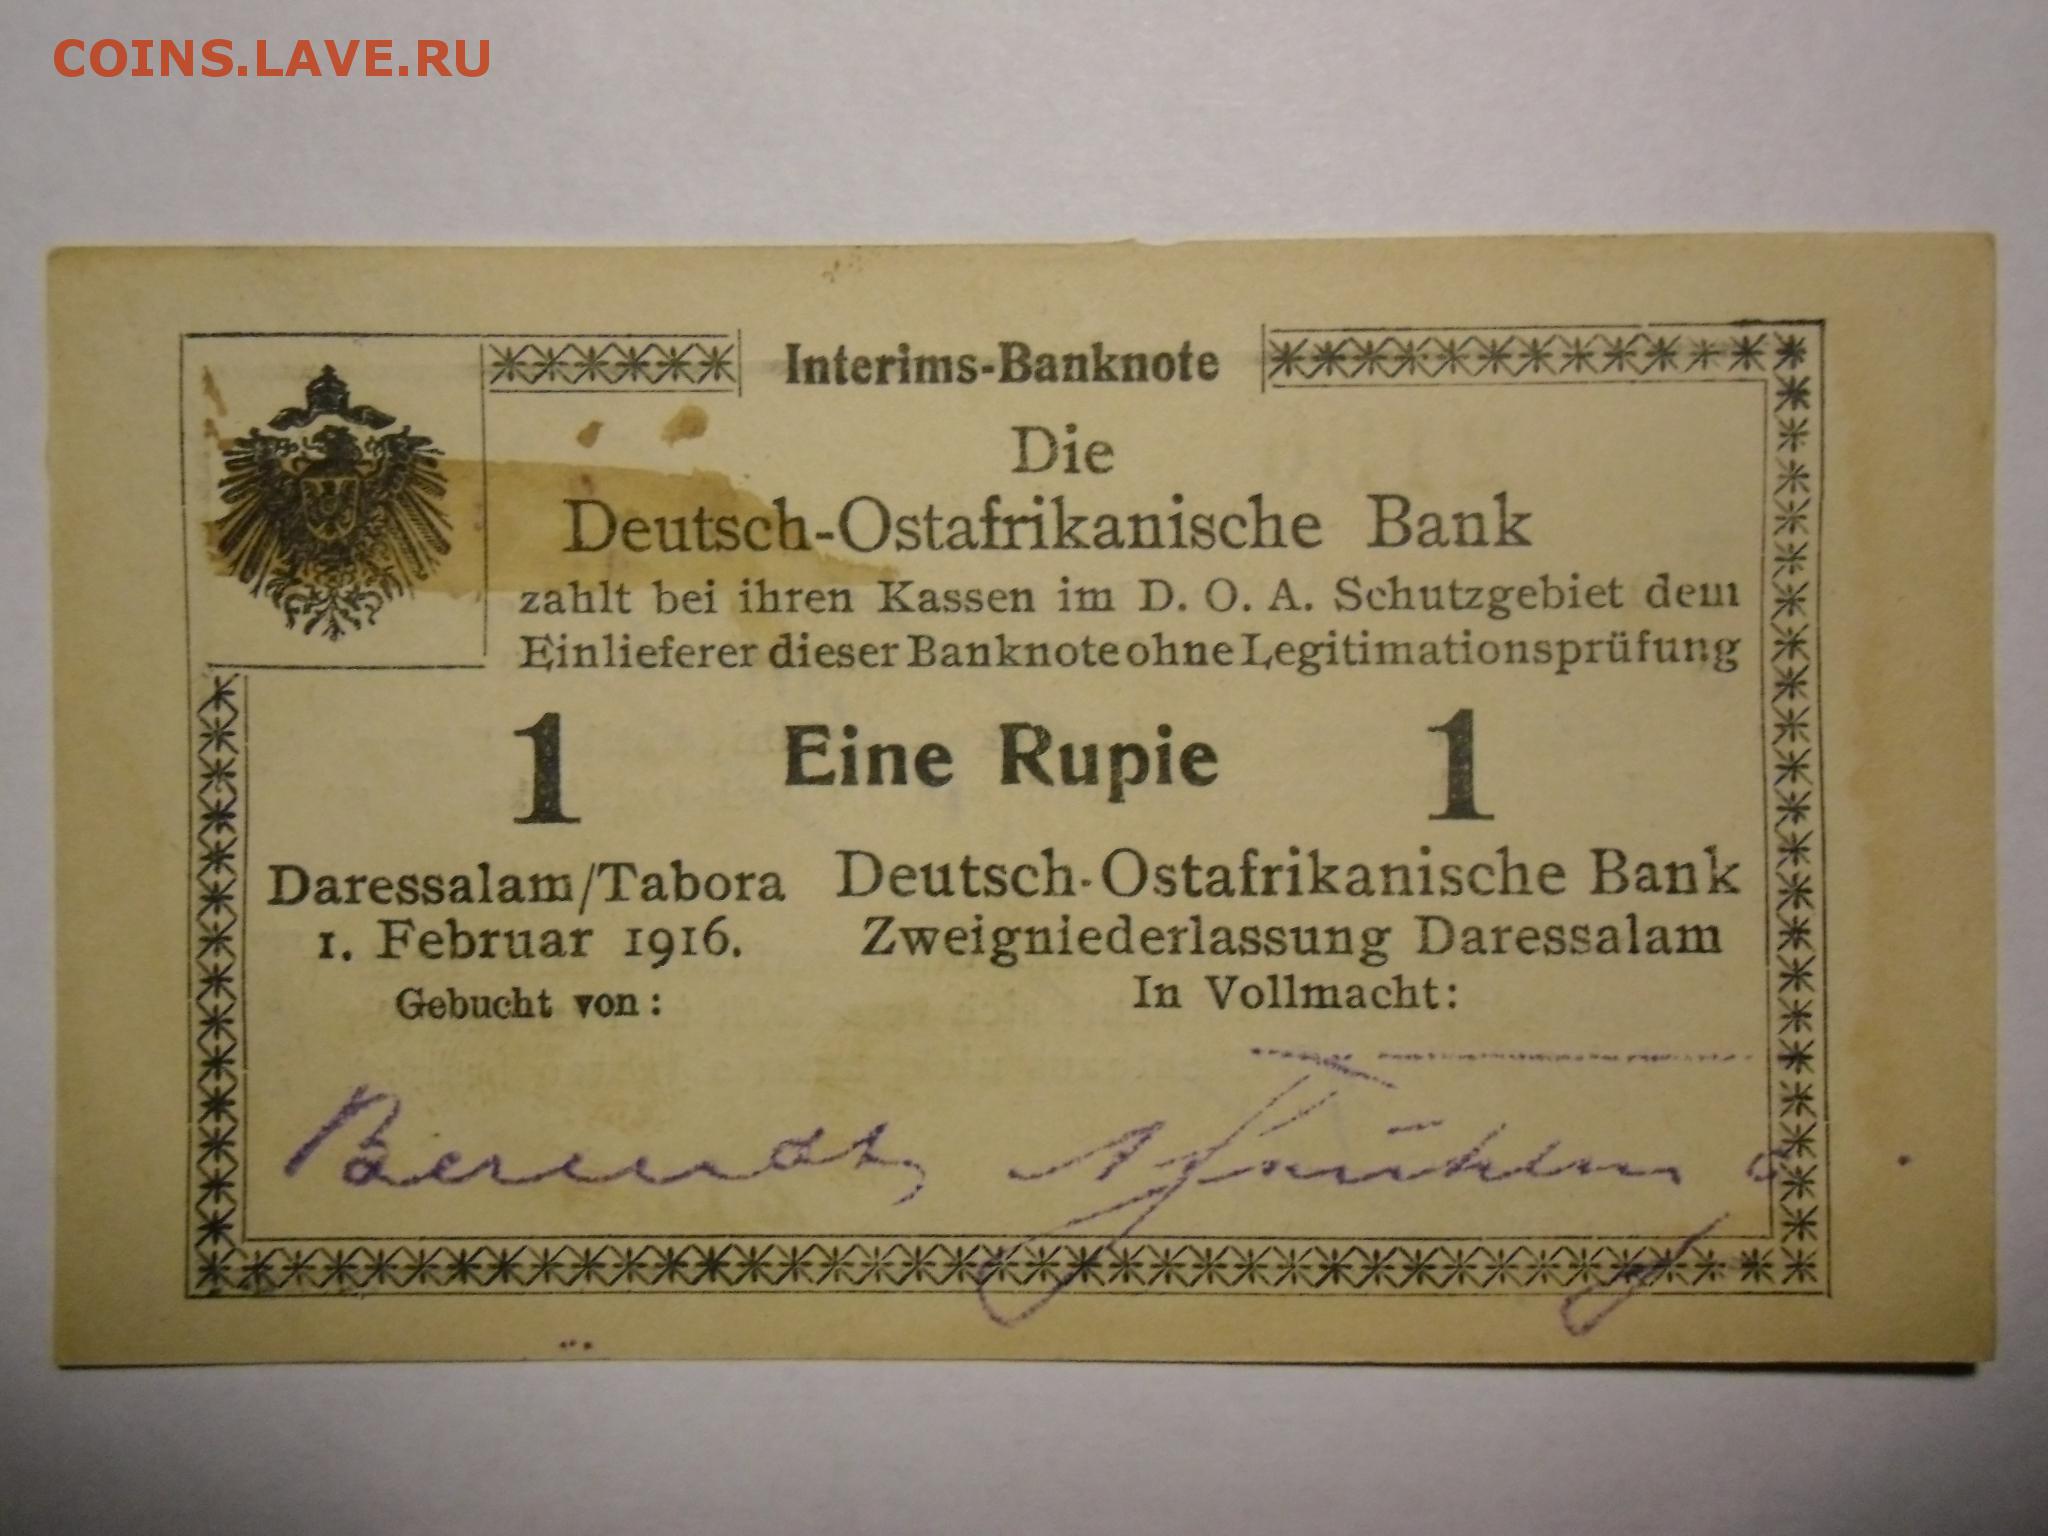 COINS.LAVE.RU
Interims-Banknote
Die
Deutsch-Ostafrikanische Bank
zahlt bei ihren Kassen im D. O. A. Schutzgebiet dem
Einlieferer dieser Banknote ohne Legitimationsprüfung
1 Eine Rupie 1
Daressalam/Tabora
1. Februar 1916.
Gebucht von:
Deutsch-Ostafrikanische Bank
Zweigniederlassung Daressalam
In Vollmacht:
Berendt